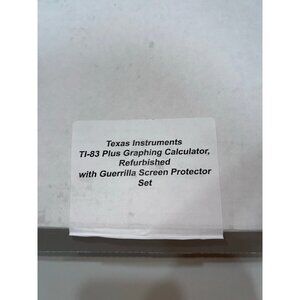 Texas Instruments
TI-83 Plus Graphing Calculator,
Refurbished
with Guerrilla Screen Protector
Set